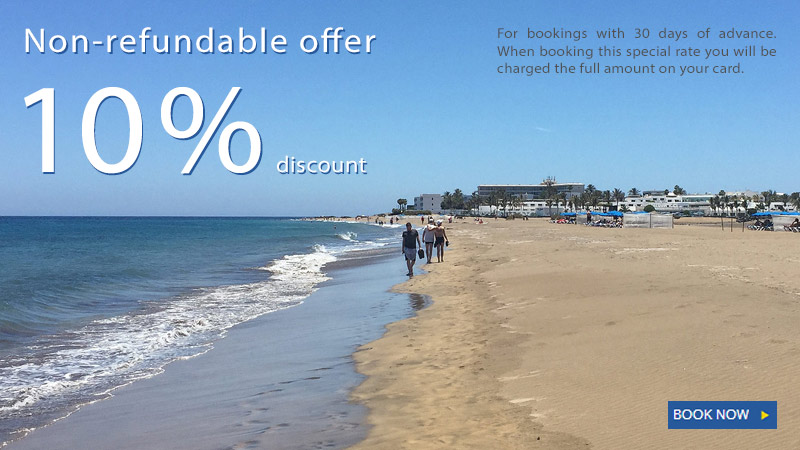 Non-refundable offer
10% discount
For bookings with 30 days of advance.
When booking this special rate you will be
charged the full amount on your card.
BOOK NOW